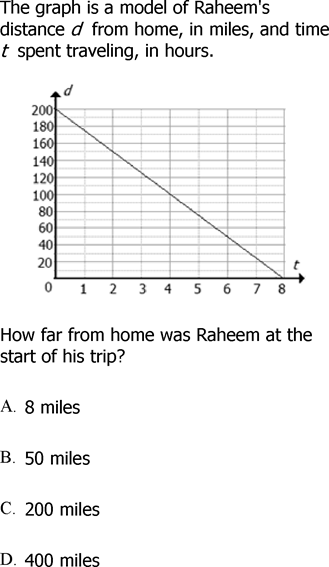 The graph is a model of Raheem's
distance d from home, in miles, and time
t spent traveling, in hours.
d
200
180
160
140
120
100
80
60
40
20
t
0 1 2 3 4 5 6 7 8
How far from home was Raheem at the
start of his trip?
A. 8 miles
B. 50 miles
C. 200 miles
D. 400 miles